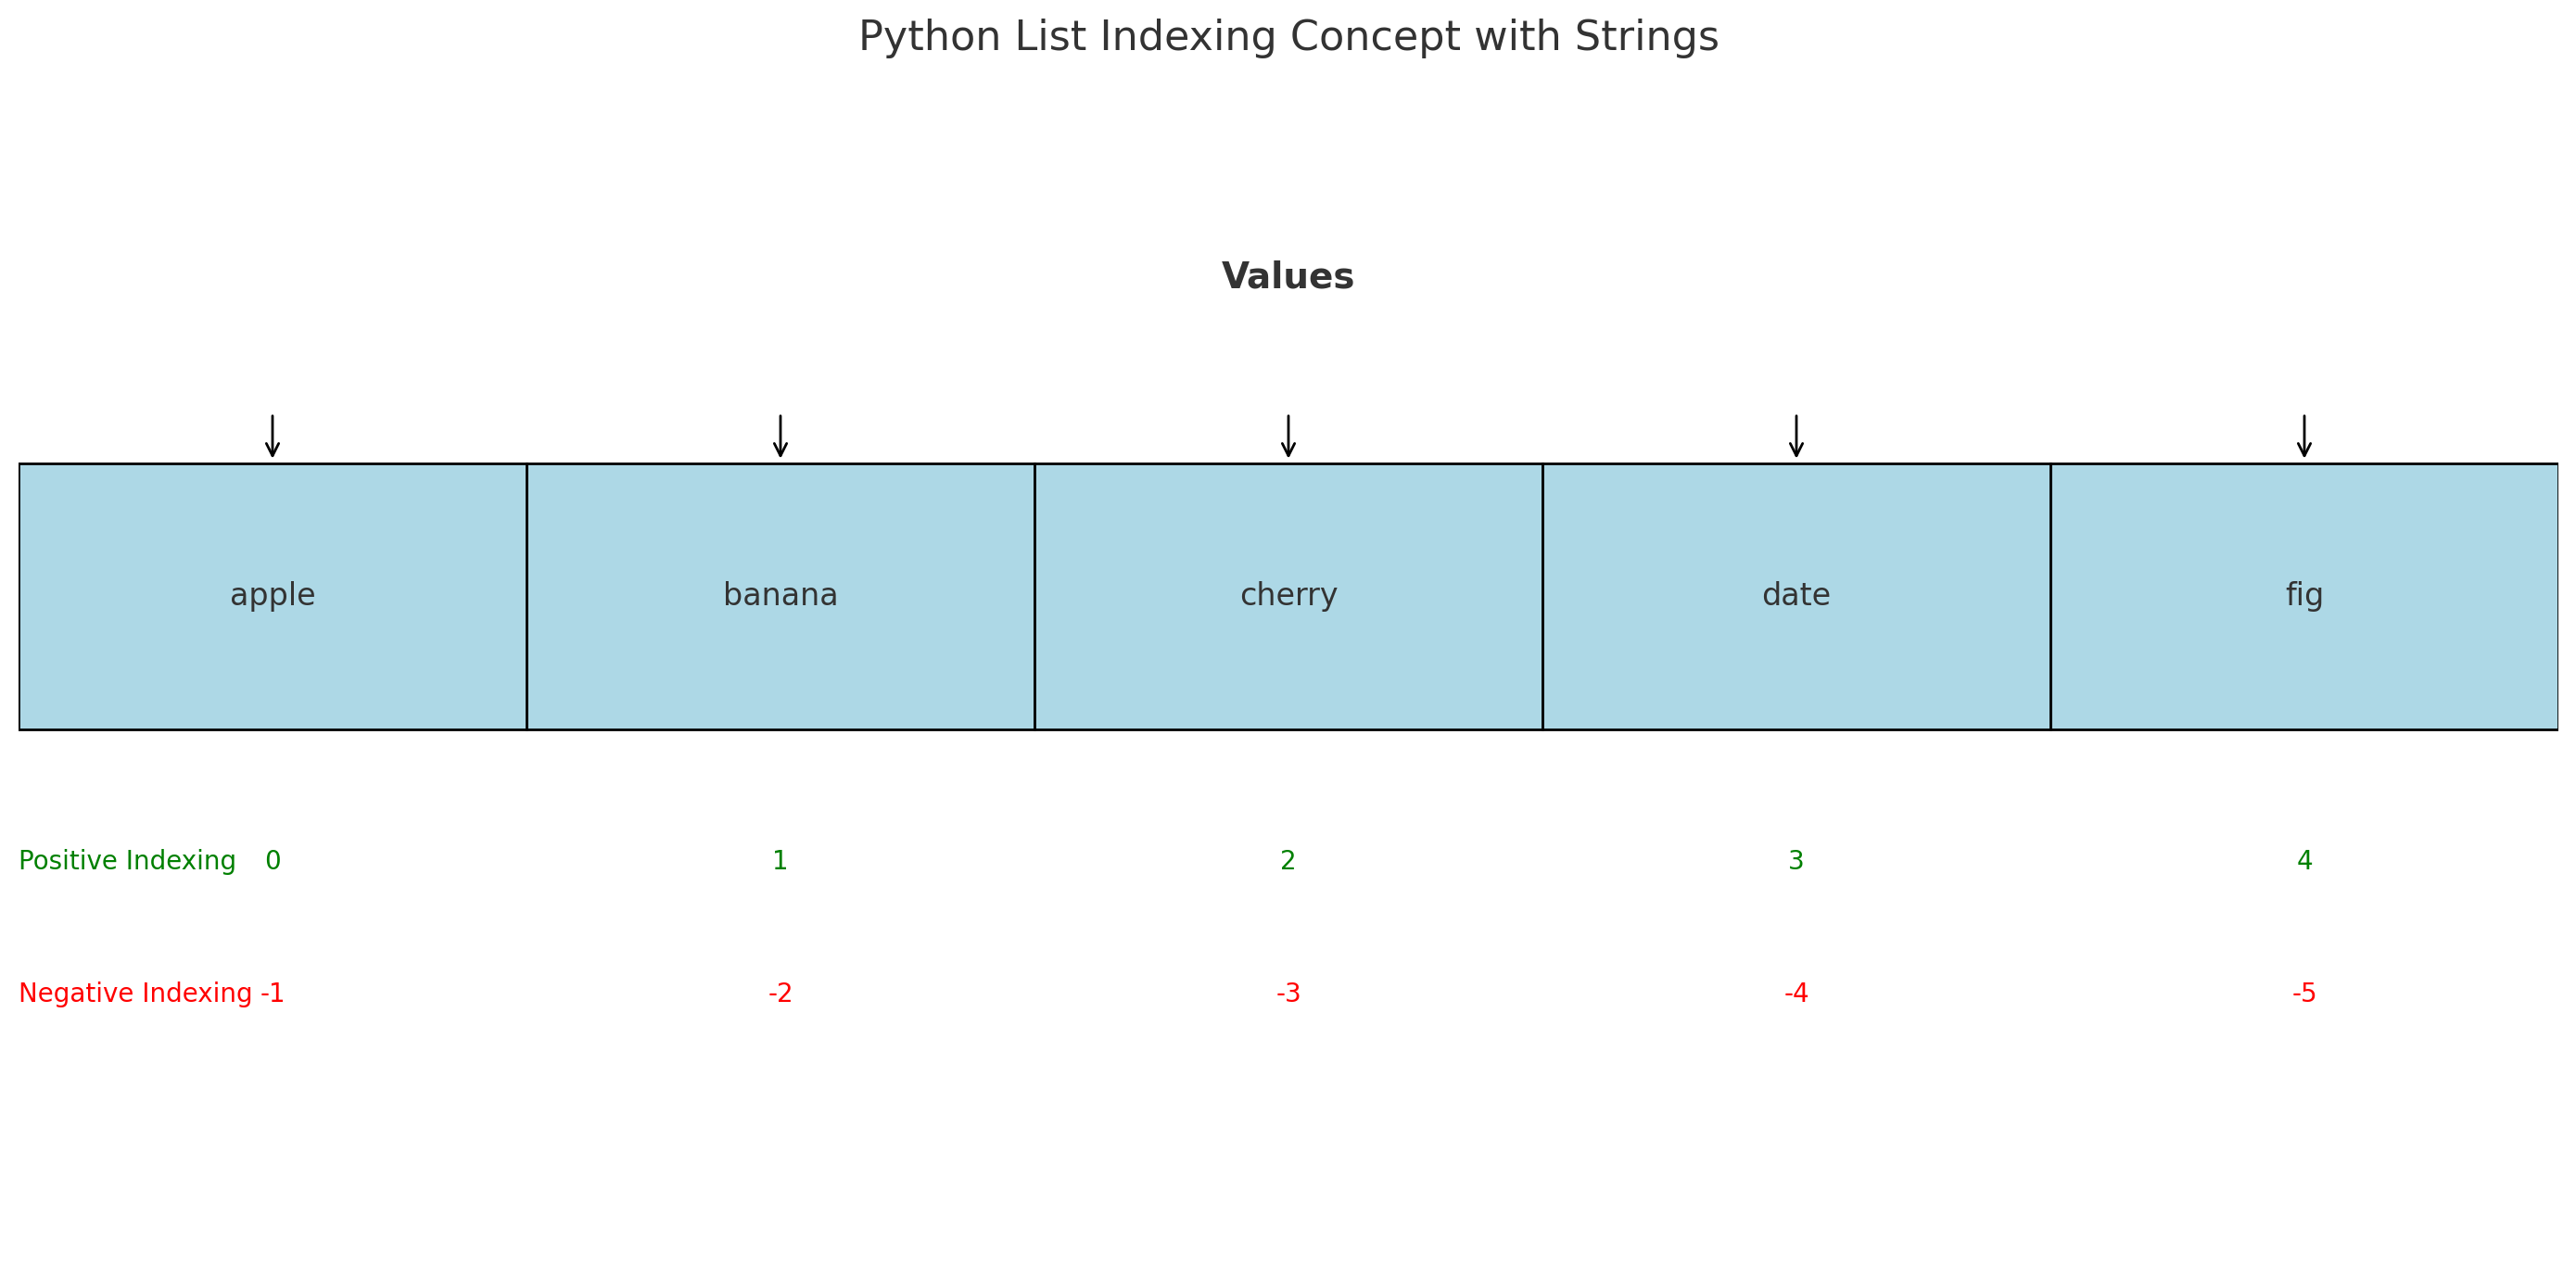 Python List Indexing Concept with Strings
Values
apple banana cherry date fig
Positive Indexing 0 1 2 3 4
Negative Indexing -1 -2 -3 -4 -5